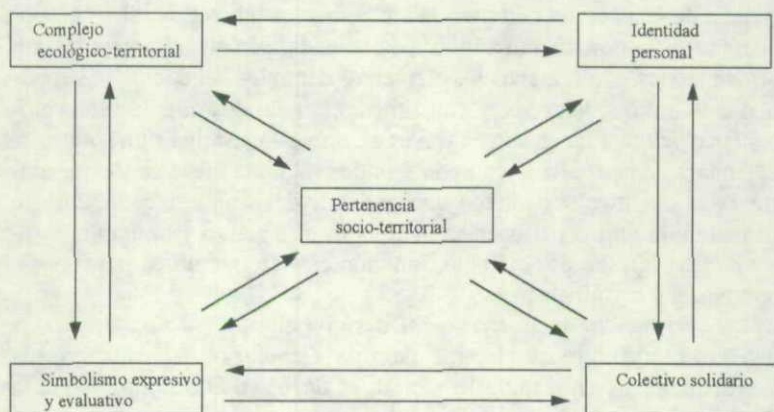 Complejo
ecológico-territorial
Identidad
personal
Pertenencia
socio-territorial
Simbolismo expresivo
y evaluativo
Colectivo solidario